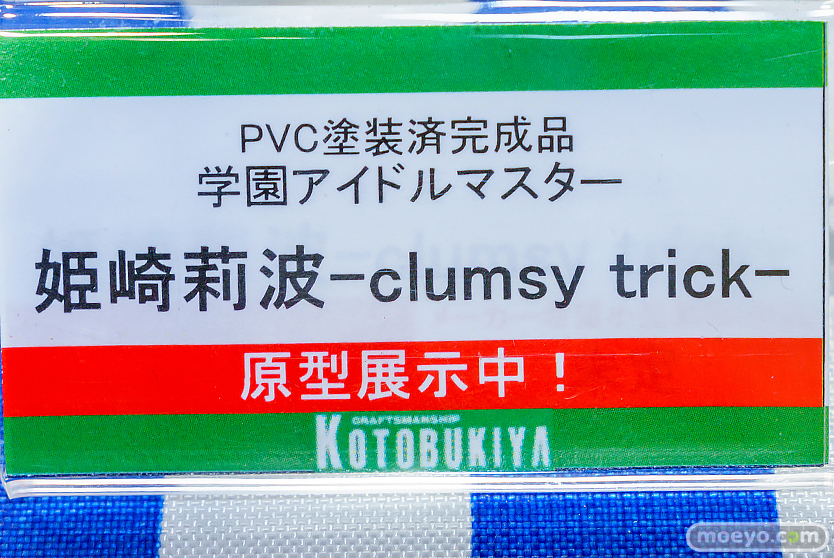 PVC塗装済完成品
学園アイドルマスター
姫崎莉波-clumsy trick-
原型展示中！
CRAFTSMANSHIP
KOTOBUKIYA
moeyo.com